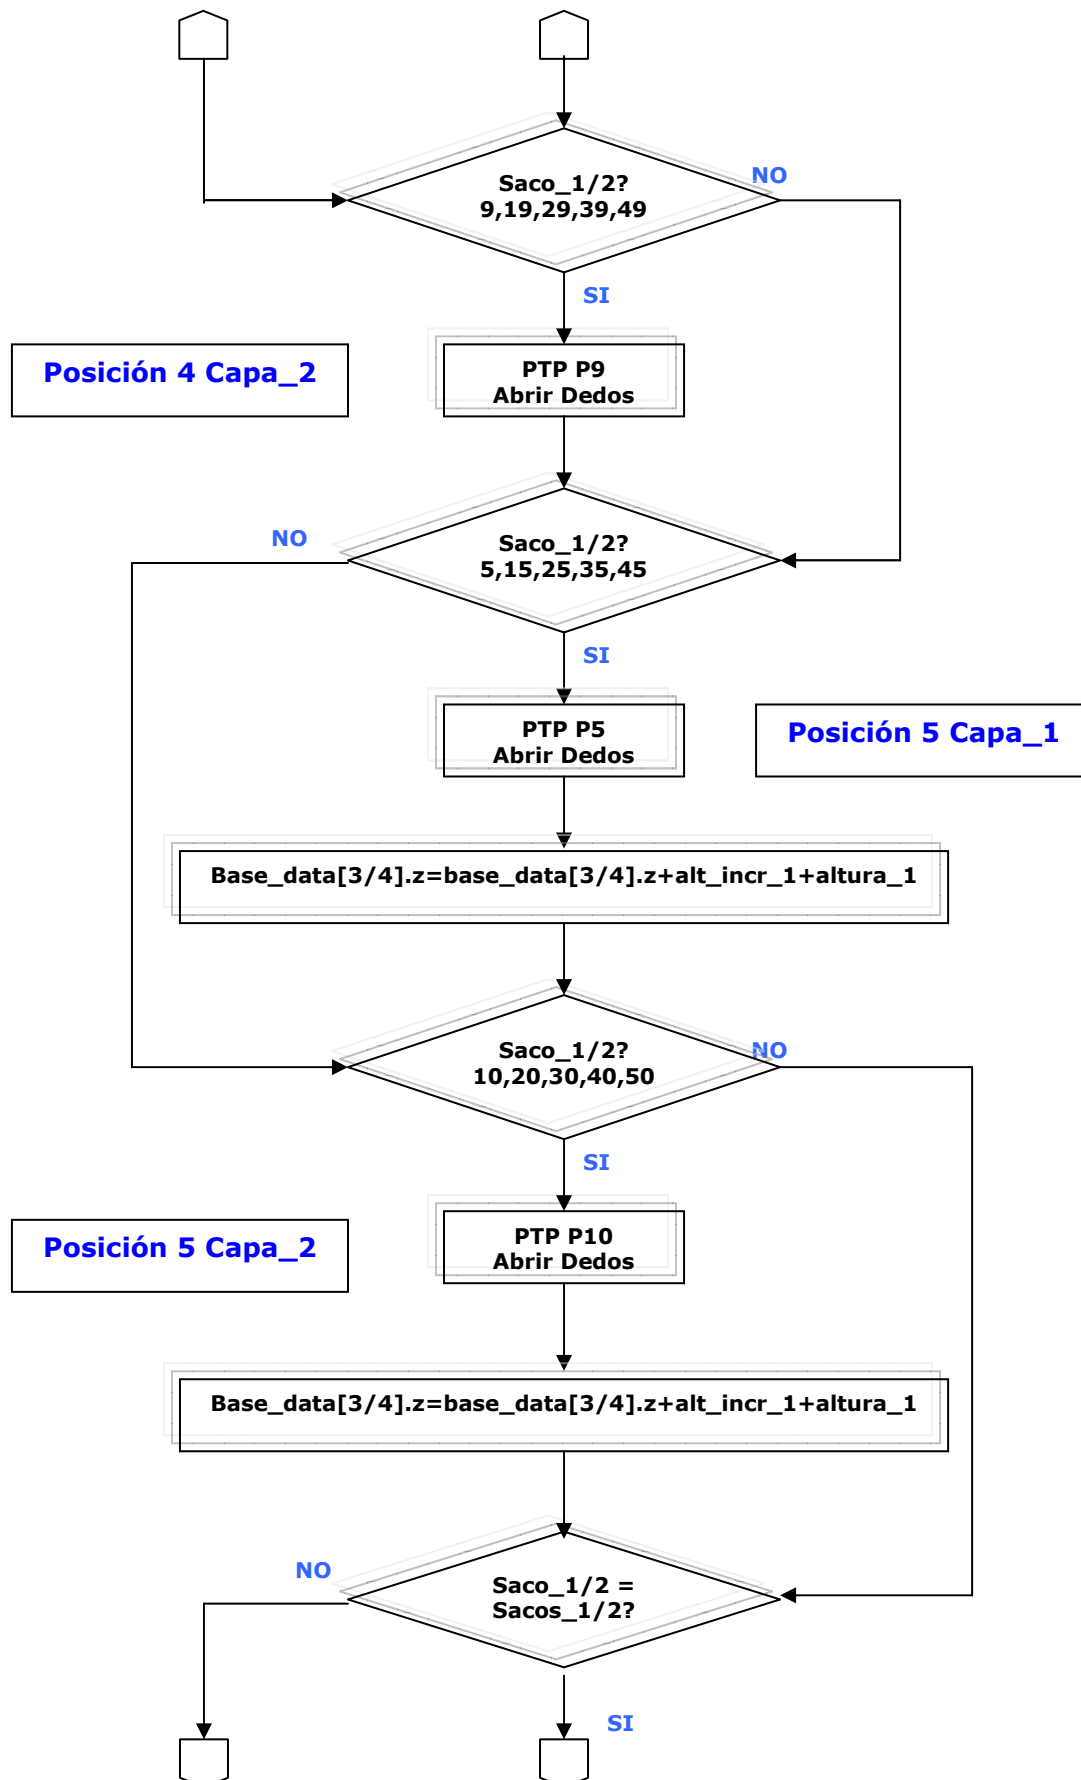 Saco_1/2?
9,19,29,39,49
NO
SI
Posición 4 Capa_2
PTP P9
Abrir Dedos
NO
Saco_1/2?
5,15,25,35,45
SI
PTP P5
Abrir Dedos
Posición 5 Capa_1
Base_data[3/4].z=base_data[3/4].z+alt_incr_1+altura_1
Saco_1/2?
10,20,30,40,50
NO
SI
Posición 5 Capa_2
PTP P10
Abrir Dedos
Base_data[3/4].z=base_data[3/4].z+alt_incr_1+altura_1
NO
Saco_1/2 =
Sacos_1/2?
SI